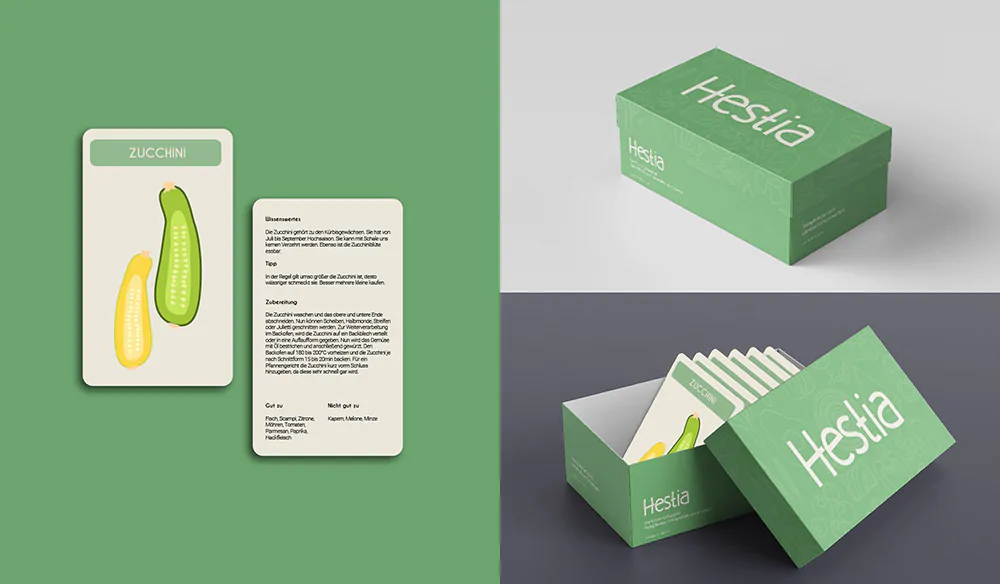 ZUCCHINI
Wissenswertes
Die Zucchini gehört zu den Kürbisgewächsen. Sie hat von
Juli bis September Hochsaison. Sie kann mit Schale uns
kernen Verzehrt werden. Ebenso ist die Zucchiniblüte
essbar.
Tipp
In der Regel gilt umso größer die Zucchini ist, desto
wässriger schmeckt sie. Besser mehrere kleine kaufen.
Zubereitung
Die Zucchini waschen und das obere und untere Ende
abschneiden. Nun können Scheiben, Halbmonde, Streifen
oder Julietti geschnitten werden. Zur Weiterverarbeitung
im Backofen, wird die Zucchini auf ein Backblech verteilt
oder in eine Auflaufform gegeben. Nun wird das Gemüse
mit Öl bestrichen und anschließend gewürzt. Den
Backofen auf 180 bis 200°C vorheizen und die Zucchini je
nach Schnittform 15 bis 20min backen. Für ein
Pfannengericht die Zucchini kurz vorm Schluss
hinzugeben, da diese sehr schnell gar wird.
Gut zu
Fisch, Scampi, Zitrone,
Möhren, Tomaten,
Parmesan, Paprika,
Hackfleisch
Nicht gut zu
Kapern, Melone, Minze
Hestia
Hestia
ZUCCHINI
Hestia
Hestia